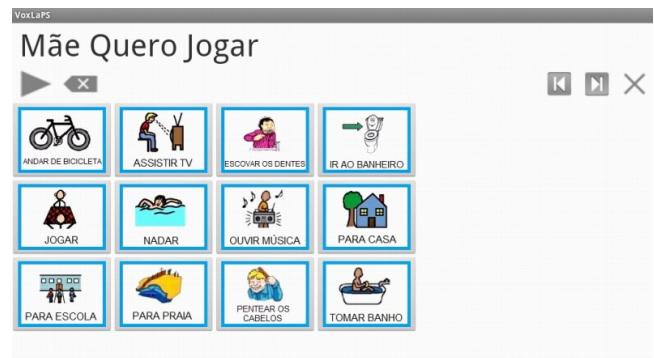 VoxLaPS
Mãe Quero Jogar
ANDAR DE BICICLETA
ASSISTIR TV
ESCOVAR OS DENTES
IR AO BANHEIRO
JOGAR
NADAR
OUVIR MÚSICA
PARA CASA
PARA ESCOLA
PARA PRAIA
PENTEAR OS
CABELOS
TOMAR BANHO